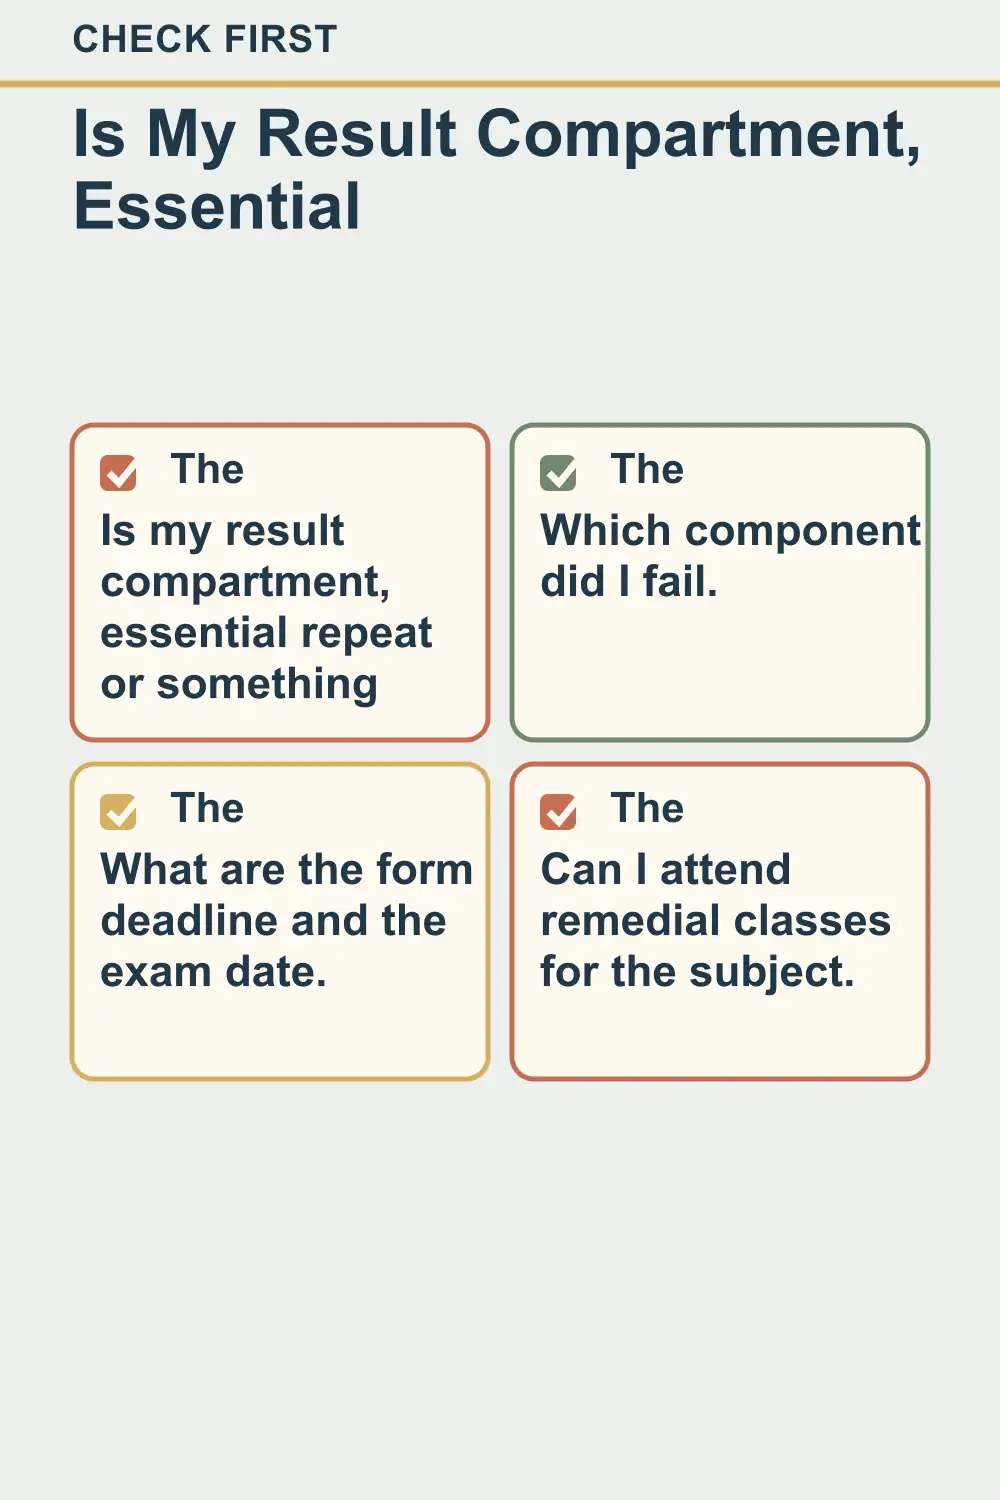 CHECK FIRST
Is My Result Compartment,
Essential
The
Is my result
compartment,
essential repeat
or something
The
Which component
did I fail.
The
What are the form
deadline and the
exam date.
The
Can I attend
remedial classes
for the subject.